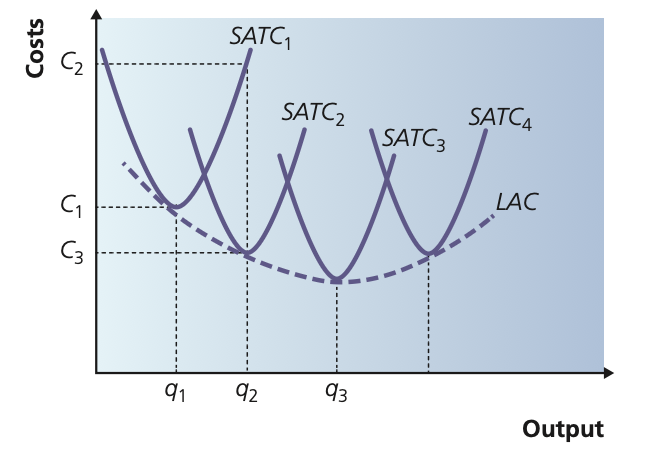 Costs
SATC₁
C₂
SATC₂
SATC₃
SATC₄
C₁
LAC
C₃
q₁
q₂
q₃
Output